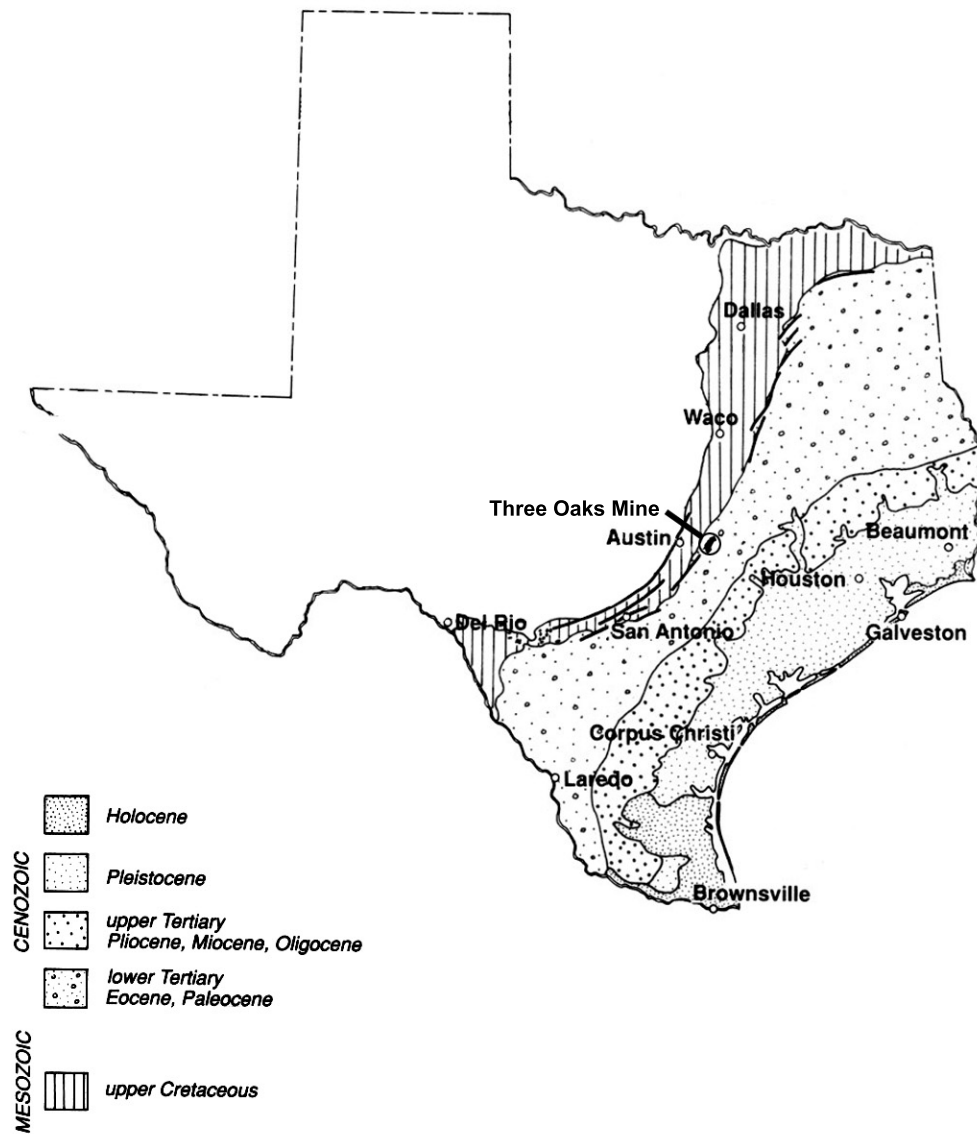 Dallas
Waco
Three Oaks Mine
Austin
Beaumont
Houston
Del Rio
San Antonio
Galveston
Corpus Christi
Laredo
Brownsville
CENOZOIC
Holocene
Pleistocene
upper Tertiary
Pliocene, Miocene, Oligocene
lower Tertiary
Eocene, Paleocene
MESOZOIC
upper Cretaceous